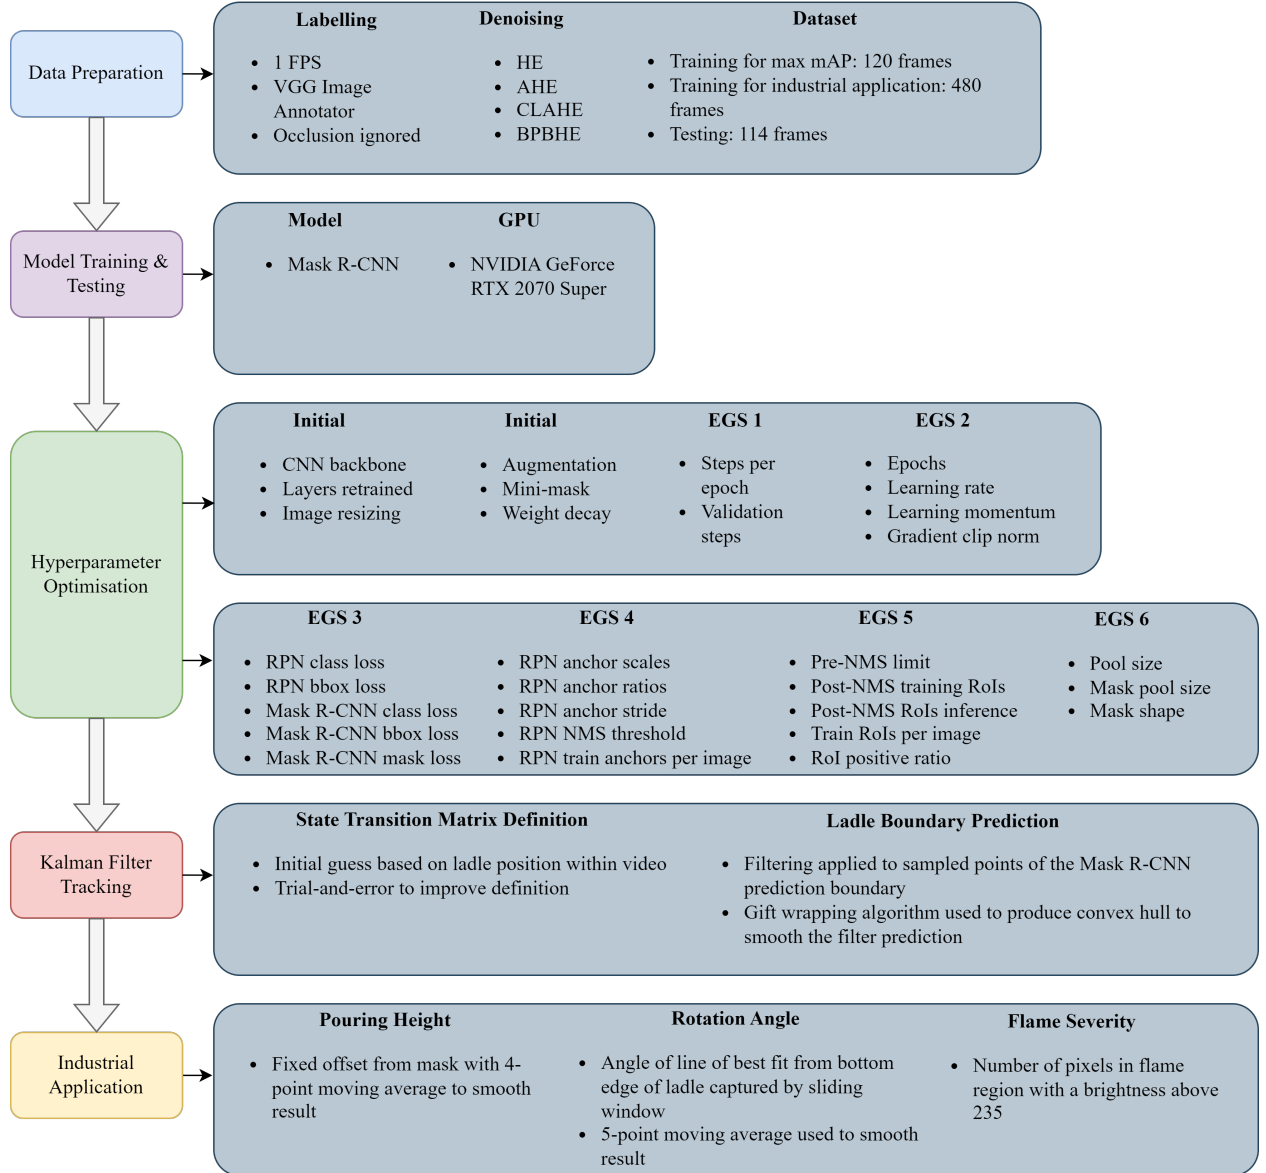 Data Preparation
Labelling
1 FPS
VGG Image
Annotator
Occlusion ignored
Denoising
HE
AHE
CLAHE
BPBHE
Dataset
Training for max mAP: 120 frames
Training for industrial application: 480
frames
Testing: 114 frames
Model Training &
Testing
Model
Mask R-CNN
GPU
NVIDIA GeForce
RTX 2070 Super
Hyperparameter
Optimisation
Initial
CNN backbone
Layers retrained
Image resizing
Initial
Augmentation
Mini-mask
Weight decay
EGS 1
Steps per
epoch
Validation
steps
EGS 2
Epochs
Learning rate
Learning momentum
Gradient clip norm
EGS 3
RPN class loss
RPN bbox loss
Mask R-CNN class loss
Mask R-CNN bbox loss
Mask R-CNN mask loss
EGS 4
RPN anchor scales
RPN anchor ratios
RPN anchor stride
RPN NMS threshold
RPN train anchors per image
EGS 5
Pre-NMS limit
Post-NMS training RoIs
Post-NMS RoIs inference
Train RoIs per image
RoI positive ratio
EGS 6
Pool size
Mask pool size
Mask shape
Kalman Filter
Tracking
State Transition Matrix Definition
Initial guess based on ladle position within video
Trial-and-error to improve definition
Ladle Boundary Prediction
Filtering applied to sampled points of the Mask R-CNN
prediction boundary
Gift wrapping algorithm used to produce convex hull to
smooth the filter prediction
Industrial
Application
Pouring Height
Fixed offset from mask with 4-
point moving average to smooth
result
Rotation Angle
Angle of line of best fit from bottom
edge of ladle captured by sliding
window
5-point moving average used to smooth
result
Flame Severity
Number of pixels in flame
region with a brightness above
235